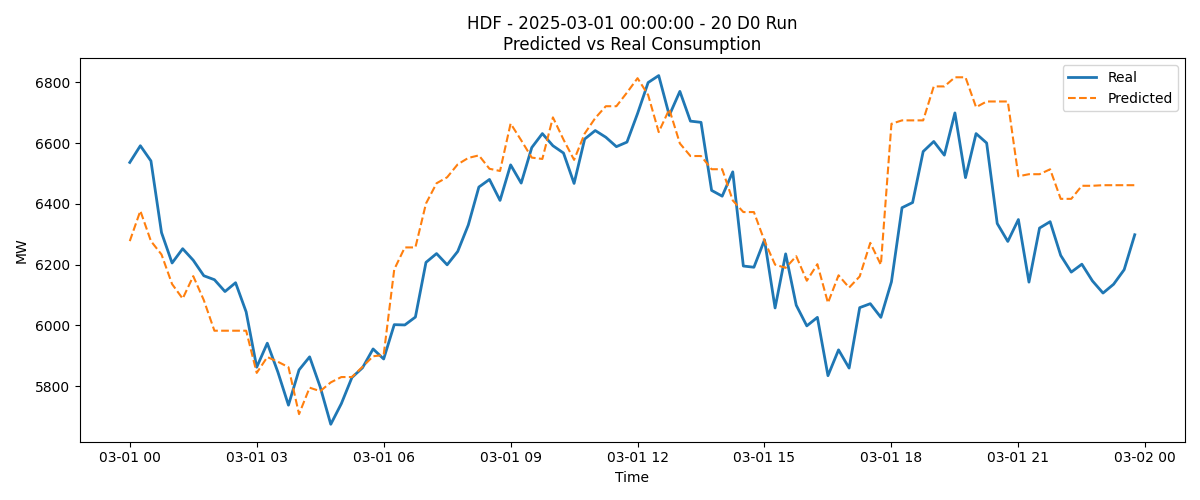 HDF - 2025-03-01 00:00:00 - 20 D0 Run
Predicted vs Real Consumption
Real
Predicted
MW
6800
6600
6400
6200
6000
5800
03-01 00
03-01 03
03-01 06
03-01 09
03-01 12
03-01 15
03-01 18
03-01 21
03-02 00
Time